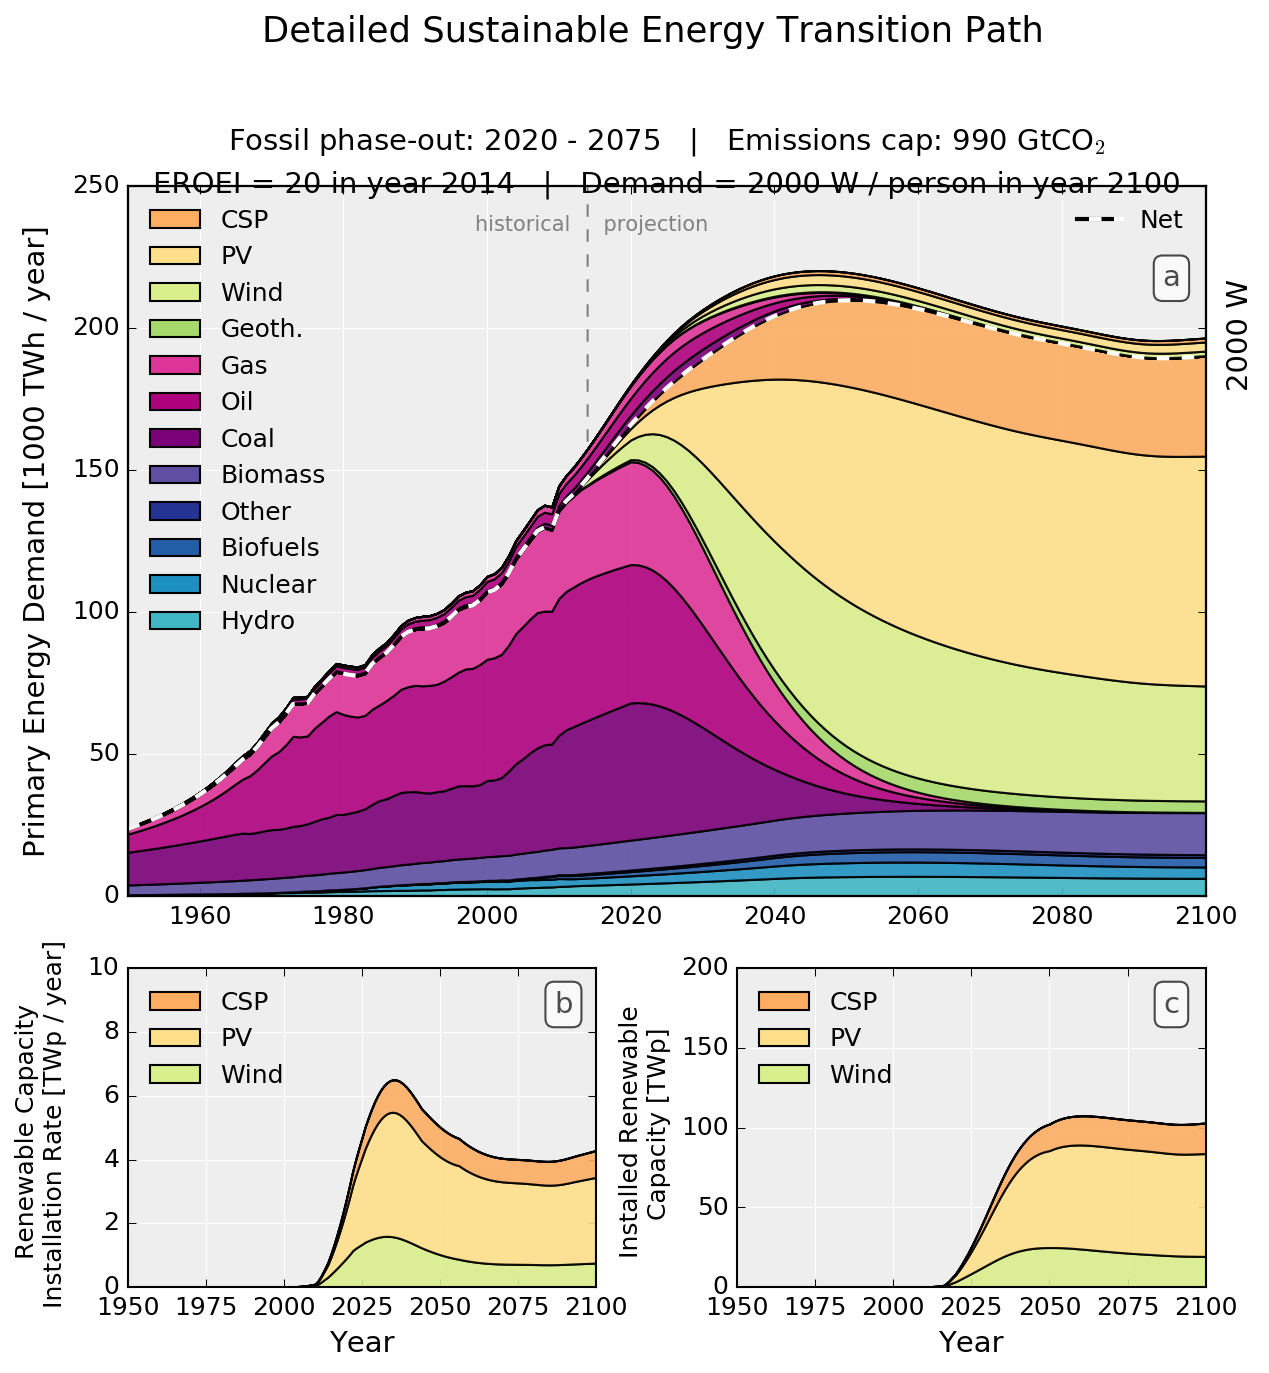 Detailed Sustainable Energy Transition Path
Fossil phase-out: 2020 - 2075 | Emissions cap: 990 GtCO₂
EROEI = 20 in year 2014 | Demand = 2000 W / person in year 2100
Primary Energy Demand [1000 TWh / year]
250
200
150
100
50
0
CSP
PV
Wind
Geoth.
Gas
Oil
Coal
Biomass
Other
Biofuels
Nuclear
Hydro
historical
projection
Net
a
2000 W
1960 1980 2000 2020 2040 2060 2080 2100
Renewable Capacity
Installation Rate [TWp / year]
10
8
6
4
2
0
CSP
PV
Wind
b
1950 1975 2000 2025 2050 2075 2100
Year
Installed Renewable
Capacity [TWp]
200
150
100
50
0
CSP
PV
Wind
c
1950 1975 2000 2025 2050 2075 2100
Year